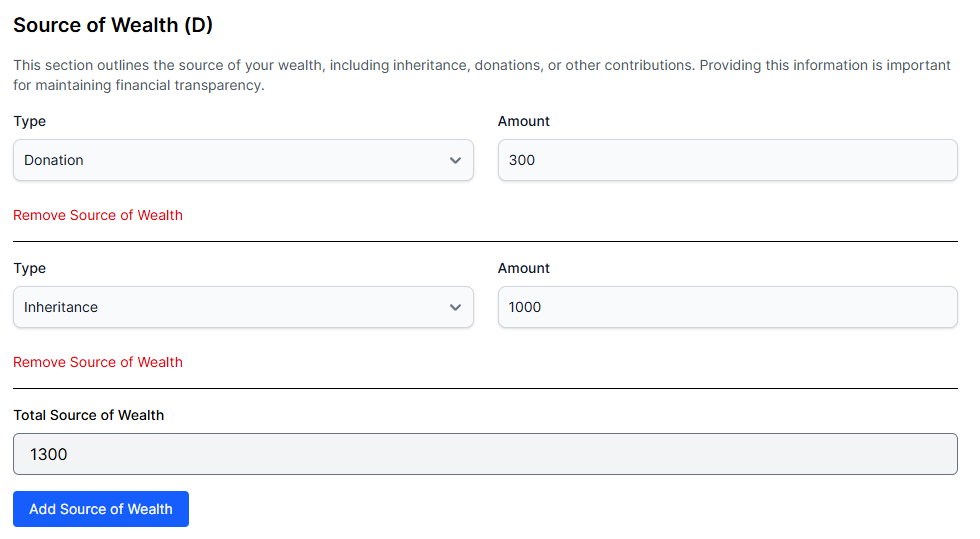 Source of Wealth (D)
This section outlines the source of your wealth, including inheritance, donations, or other contributions. Providing this information is important
for maintaining financial transparency.
Type
Amount
Donation
300
Remove Source of Wealth
Type
Amount
Inheritance
1000
Remove Source of Wealth
Total Source of Wealth
1300
Add Source of Wealth